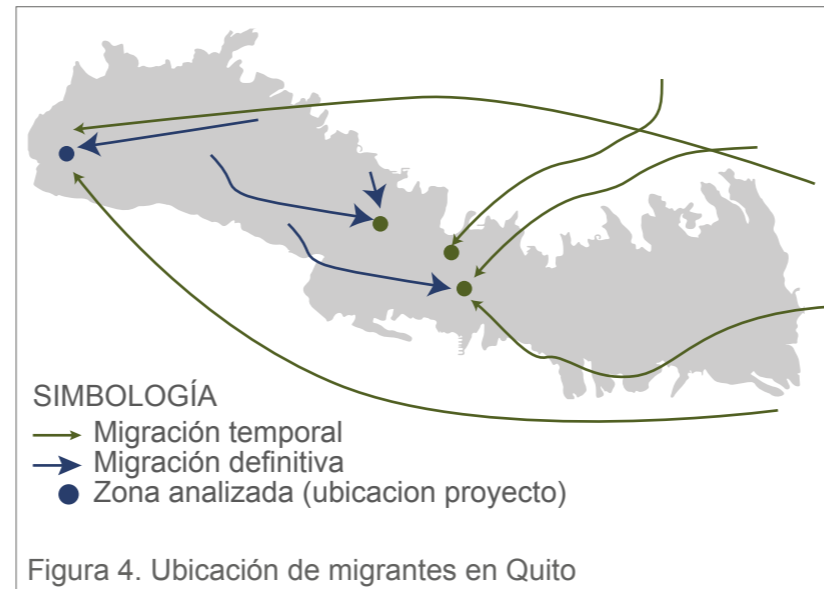 SIMBOLOGÍA
Migración temporal
Migración definitiva
Zona analizada (ubicacion proyecto)
Figura 4. Ubicación de migrantes en Quito